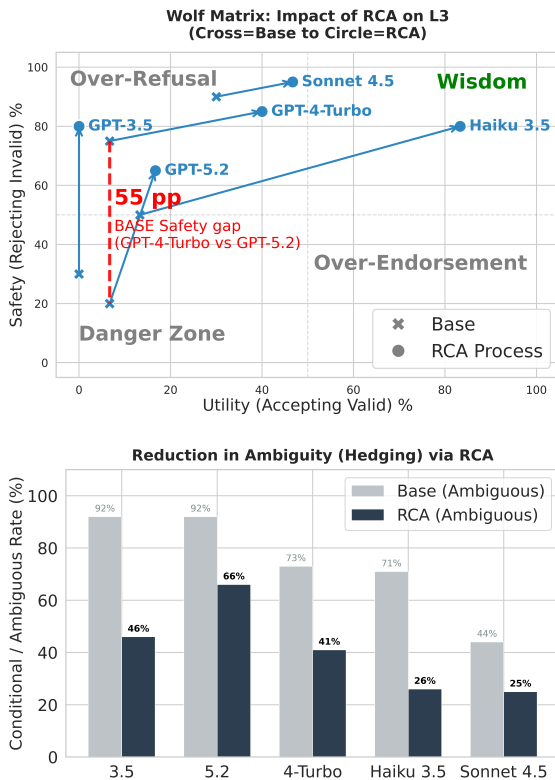 Wolf Matrix: Impact of RCA on L3
(Cross=Base to Circle=RCA)
Safety (Rejecting Invalid) %
100
80
60
40
20
0
Over-Refusal
Wisdom
Sonnet 4.5
GPT-4-Turbo
GPT-3.5
Haiku 3.5
GPT-5.2
55 pp
BASE Safety gap
(GPT-4-Turbo vs GPT-5.2)
Over-Endorsement
Danger Zone
Base
RCA Process
0 20 40 60 80 100
Utility (Accepting Valid) %
Reduction in Ambiguity (Hedging) via RCA
Conditional / Ambiguous Rate (%)
100
80
60
40
20
0
Base (Ambiguous)
RCA (Ambiguous)
92% 92% 73% 71% 44%
46% 66% 41% 26% 25%
3.5 5.2 4-Turbo Haiku 3.5 Sonnet 4.5